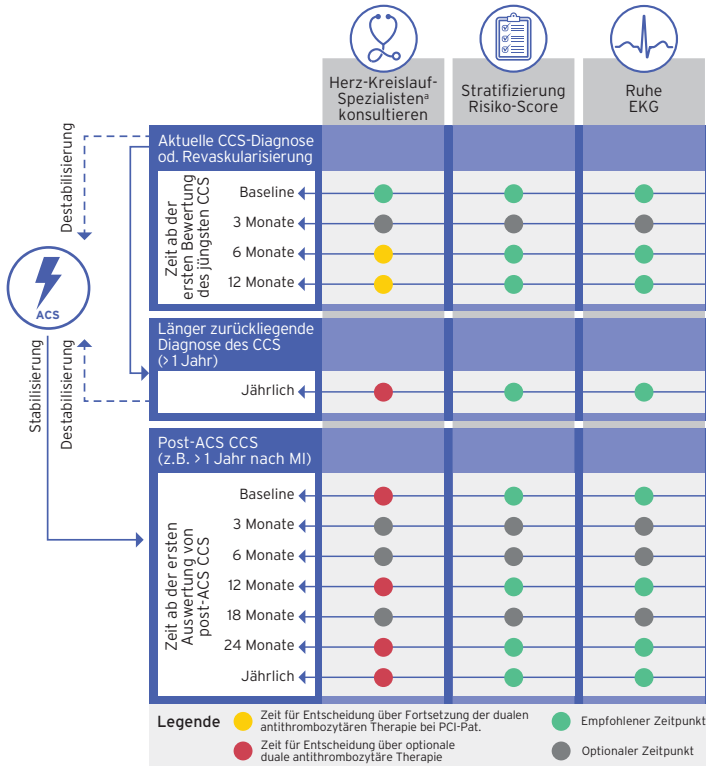 Herz-Kreislauf-
Spezialistenᵃ
konsultieren
Stratifizierung
Risiko-Score
Ruhe
EKG
Aktuelle CCS-Diagnose
od. Revaskularisierung
Zeit ab der
ersten Bewertung
des jüngsten CCS
Baseline
3 Monate
6 Monate
12 Monate
Destabilisierung
ACS
Stabilisierung
Destabilisierung
Länger zurückliegende
Diagnose des CCS
(> 1 Jahr)
Jährlich
Post-ACS CCS
(z.B. > 1 Jahr nach MI)
Zeit ab der ersten
Auswertung von
post-ACS CCS
Baseline
3 Monate
6 Monate
12 Monate
18 Monate
24 Monate
Jährlich
Legende
Zeit für Entscheidung über Fortsetzung der dualen
antithrombozytären Therapie bei PCI-Pat.
Zeit für Entscheidung über optionale
duale antithrombozytäre Therapie
Empfohlener Zeitpunkt
Optionaler Zeitpunkt